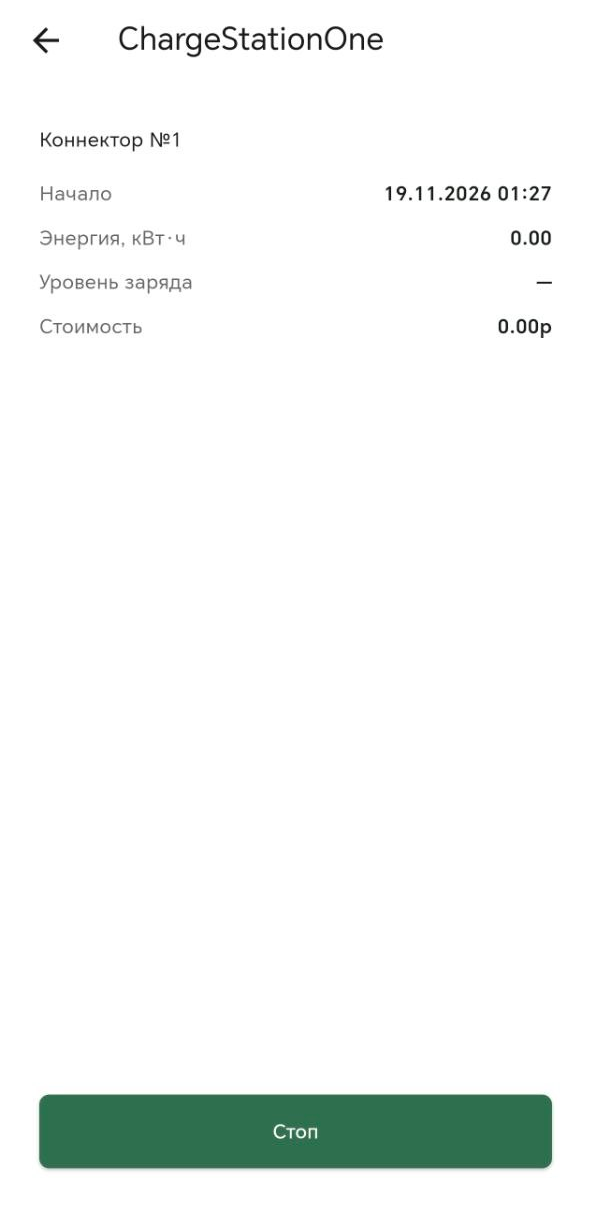 ChargeStationOne
Коннектор №1
Начало 19.11.2026 01:27
Энергия, кВт·ч 0.00
Уровень заряда —
Стоимость 0.00р
Стоп